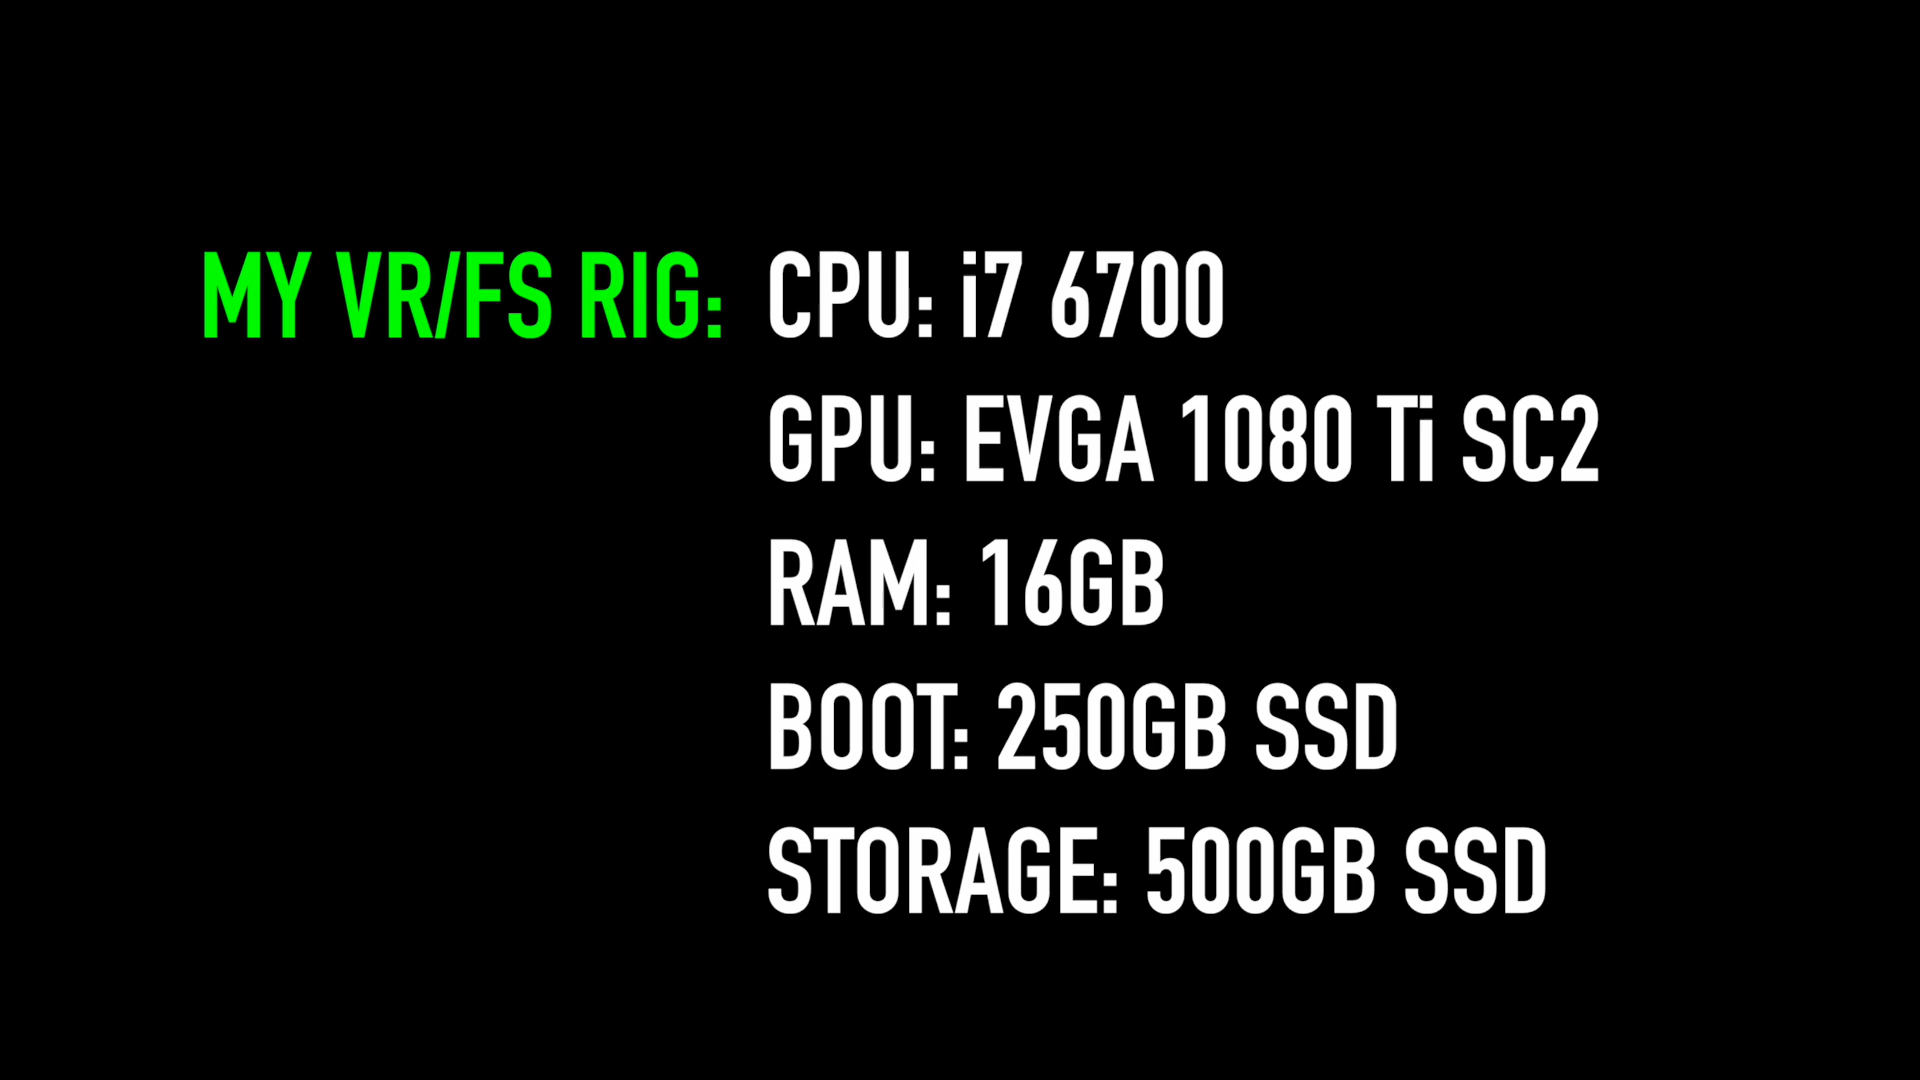 MY VR/FS RIG: CPU: i7 6700
GPU: EVGA 1080 Ti SC2
RAM: 16GB
BOOT: 250GB SSD
STORAGE: 500GB SSD